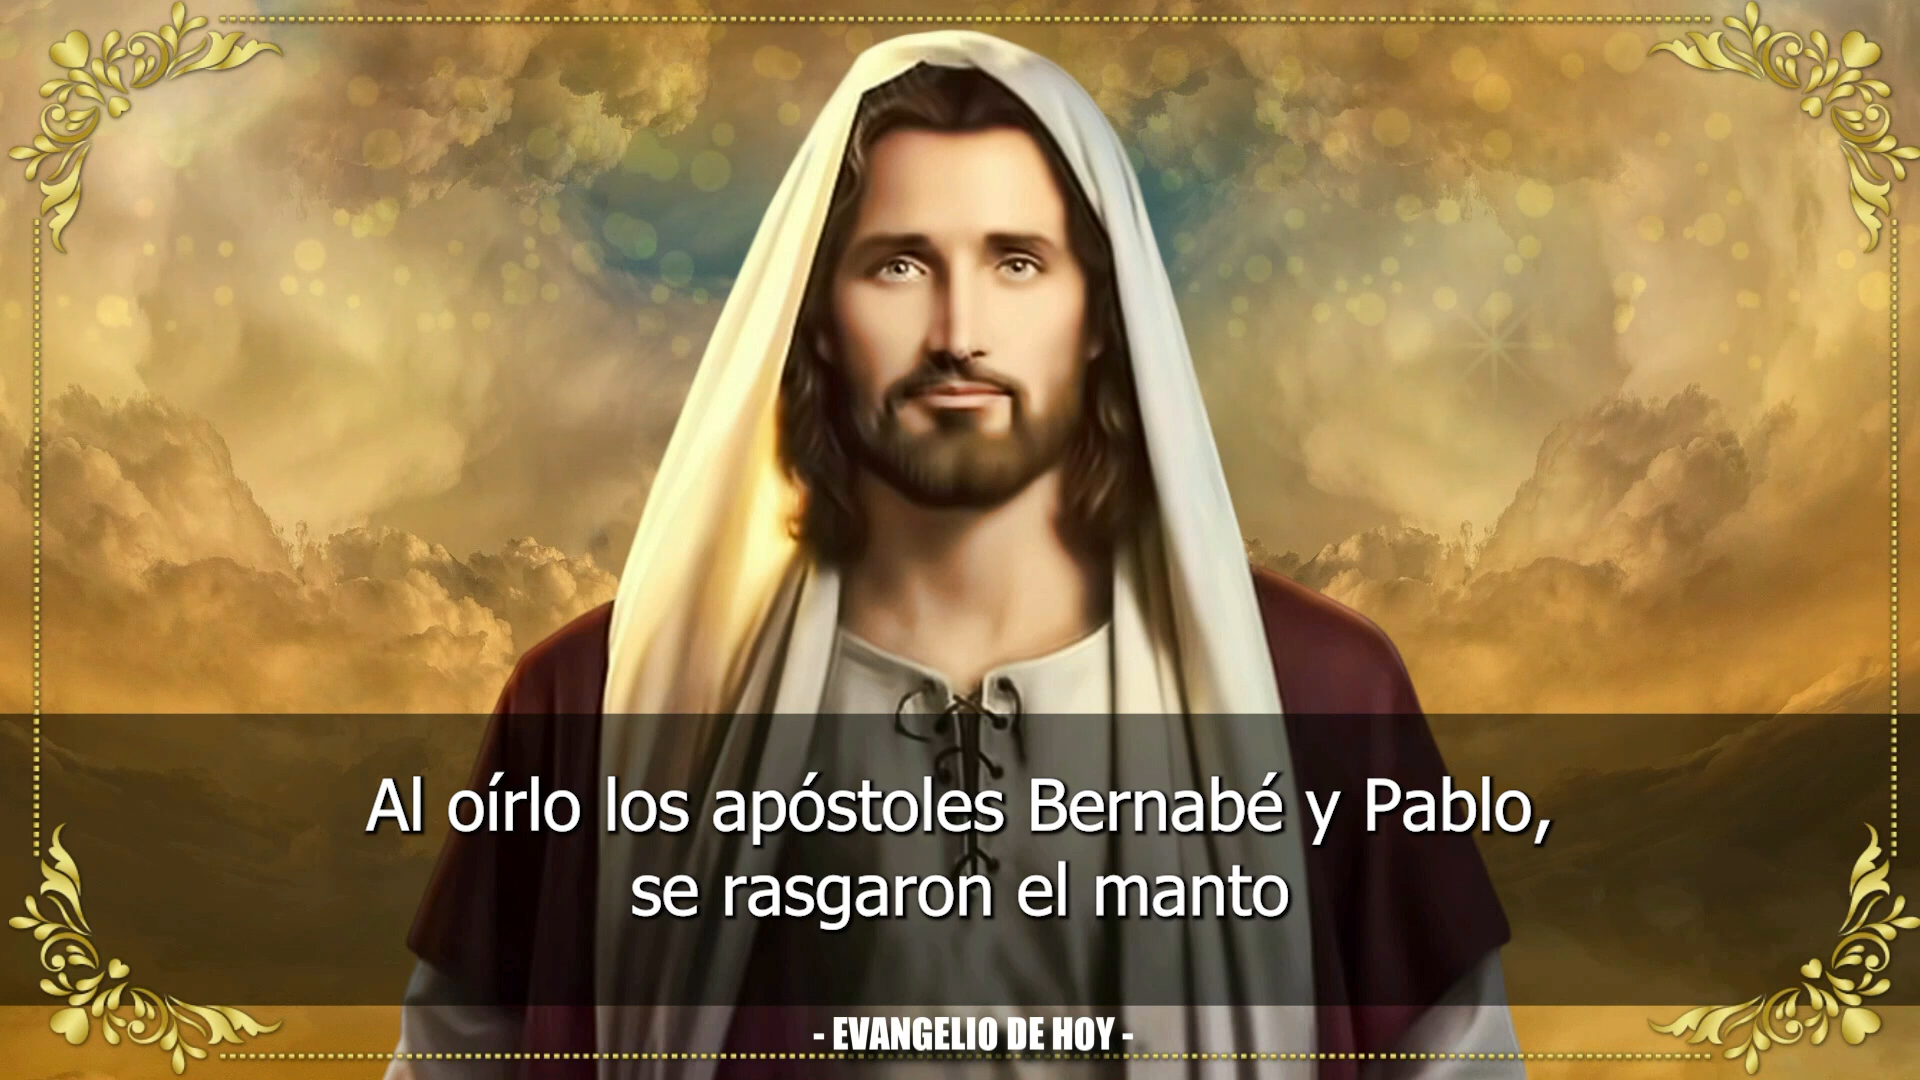 Al oírlo los apóstoles Bernabé y Pablo,
se rasgaron el manto
- EVANGELIO DE HOY -